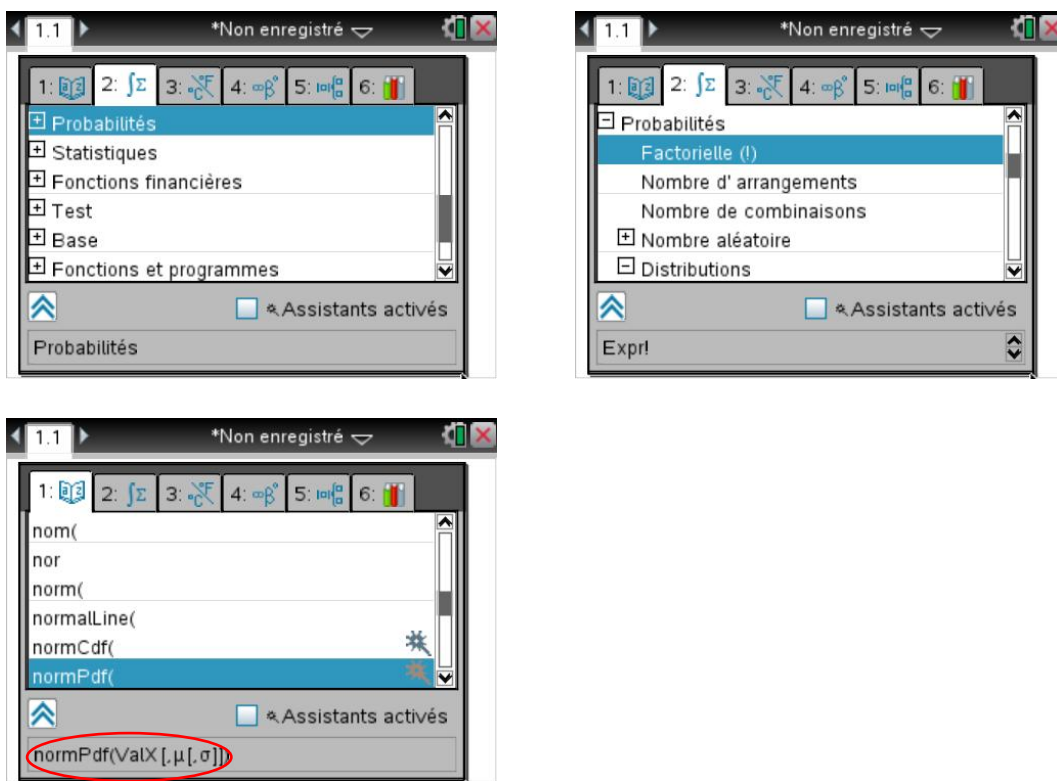 1.1 *Non enregistré
1: 2: ∫Σ 3: °C°F 4: ∞β° 5: 6:
Probabilités
Statistiques
Fonctions financières
Test
Base
Fonctions et programmes
Assistants activés
Probabilités
1.1 *Non enregistré
1: 2: ∫Σ 3: °C°F 4: ∞β° 5: 6:
Probabilités
Factorielle (!)
Nombre d' arrangements
Nombre de combinaisons
Nombre aléatoire
Distributions
Assistants activés
Expr!
1.1 *Non enregistré
1: 2: ∫Σ 3: °C°F 4: ∞β° 5: 6:
nom(
nor
norm(
normalLine(
normCdf(
normPdf(
Assistants activés
normPdf(ValX[,μ[,σ]])